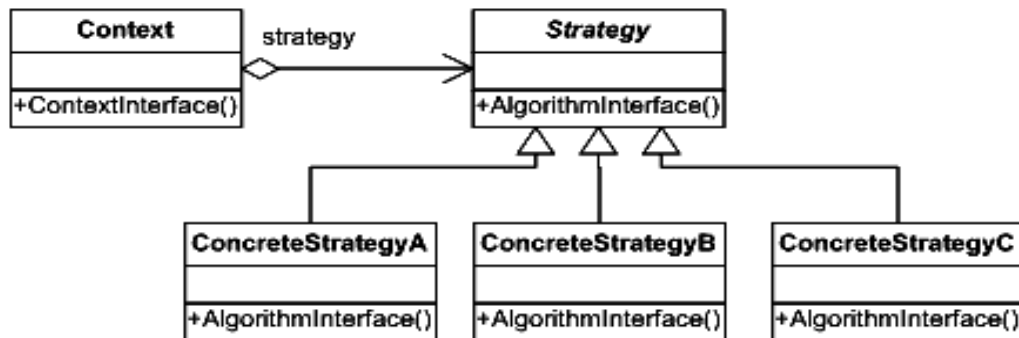 Context
strategy
Strategy
+ContextInterface()
+AlgorithmInterface()
ConcreteStrategyA
ConcreteStrategyB
ConcreteStrategyC
+AlgorithmInterface()
+AlgorithmInterface()
+AlgorithmInterface()